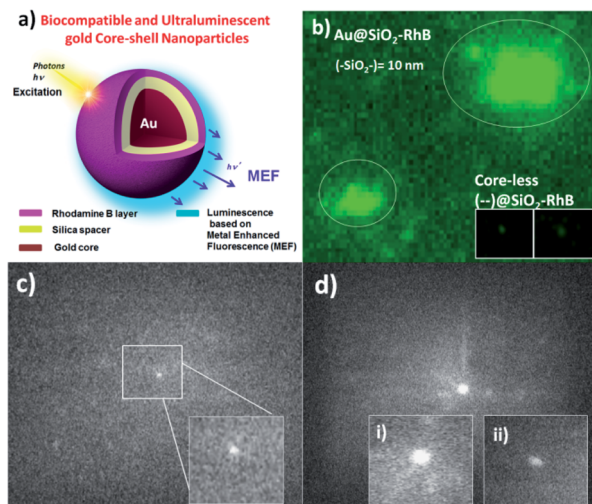 a)
Biocompatible and Ultraluminescent
gold Core-shell Nanoparticles
Photons
hν
Excitation
Au
hν'
MEF
Rhodamine B layer
Silica spacer
Gold core
Luminescence
based on
Metal Enhanced
Fluorescence (MEF)
b)
Au@SiO₂-RhB
(-SiO₂-)= 10 nm
Core-less
(--)@SiO₂-RhB
c)
d)
i)
ii)